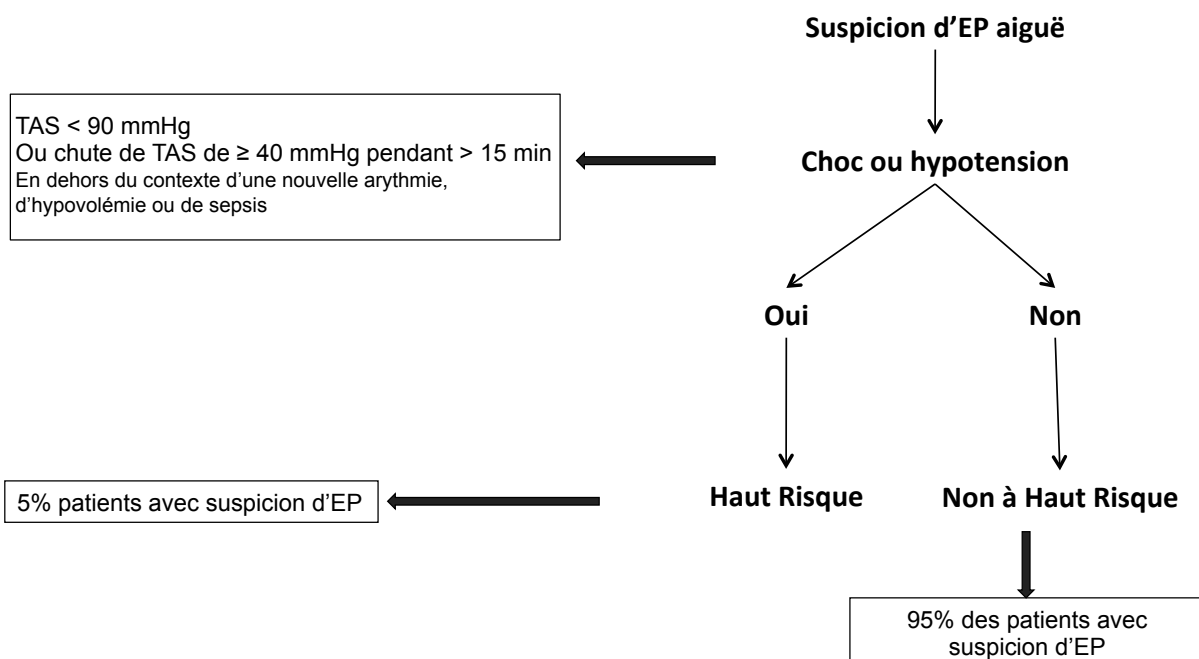 Suspicion d’EP aiguë
TAS < 90 mmHg
Ou chute de TAS de ≥ 40 mmHg pendant > 15 min
En dehors du contexte d’une nouvelle arythmie,
d’hypovolémie ou de sepsis
Choc ou hypotension
Oui
Non
5% patients avec suspicion d’EP
Haut Risque
Non à Haut Risque
95% des patients avec
suspicion d’EP